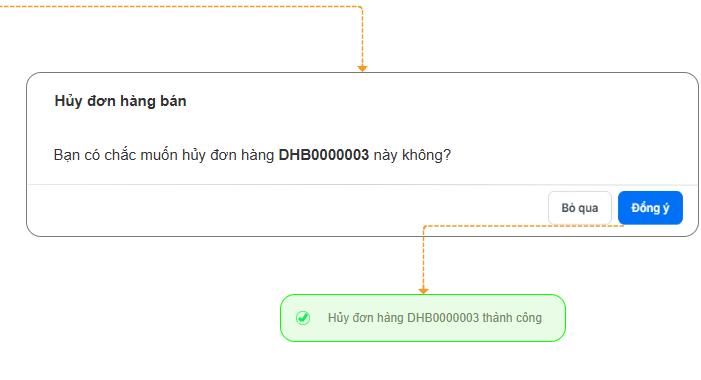 Hủy đơn hàng bán
Bạn có chắc muốn hủy đơn hàng DHB0000003 này không?
Bỏ qua
Đồng ý
Hủy đơn hàng DHB0000003 thành công